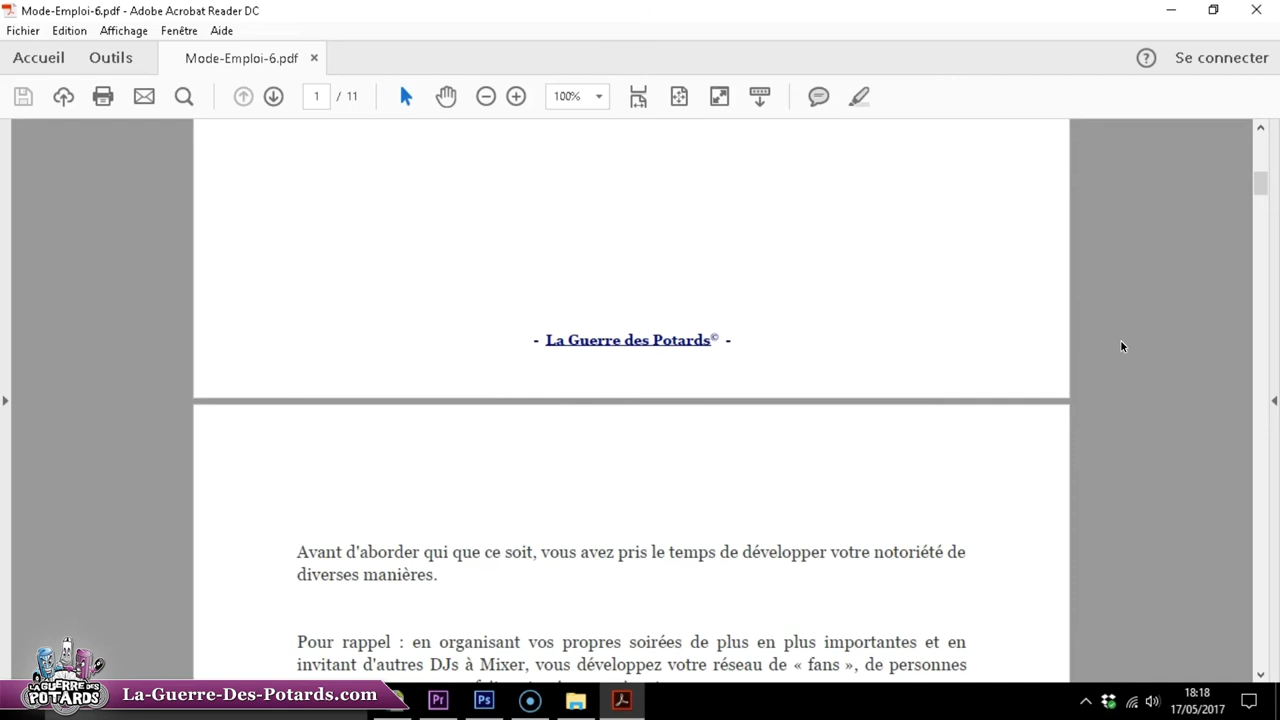 Mode-Emploi-6.pdf - Adobe Acrobat Reader DC
Fichier Edition Affichage Fenêtre Aide
Accueil Outils Mode-Emploi-6.pdf × ? Se connecter
1 / 11 100%
- La Guerre des Potards© -
Avant d'aborder qui que ce soit, vous avez pris le temps de développer votre notoriété de
diverses manières.
Pour rappel : en organisant vos propres soirées de plus en plus importantes et en
invitant d'autres DJs à Mixer, vous développez votre réseau de « fans », de personnes
LA GUERRE DES
POTARDS
La-Guerre-Des-Potards.com
Pr Ps
18:18
17/05/2017